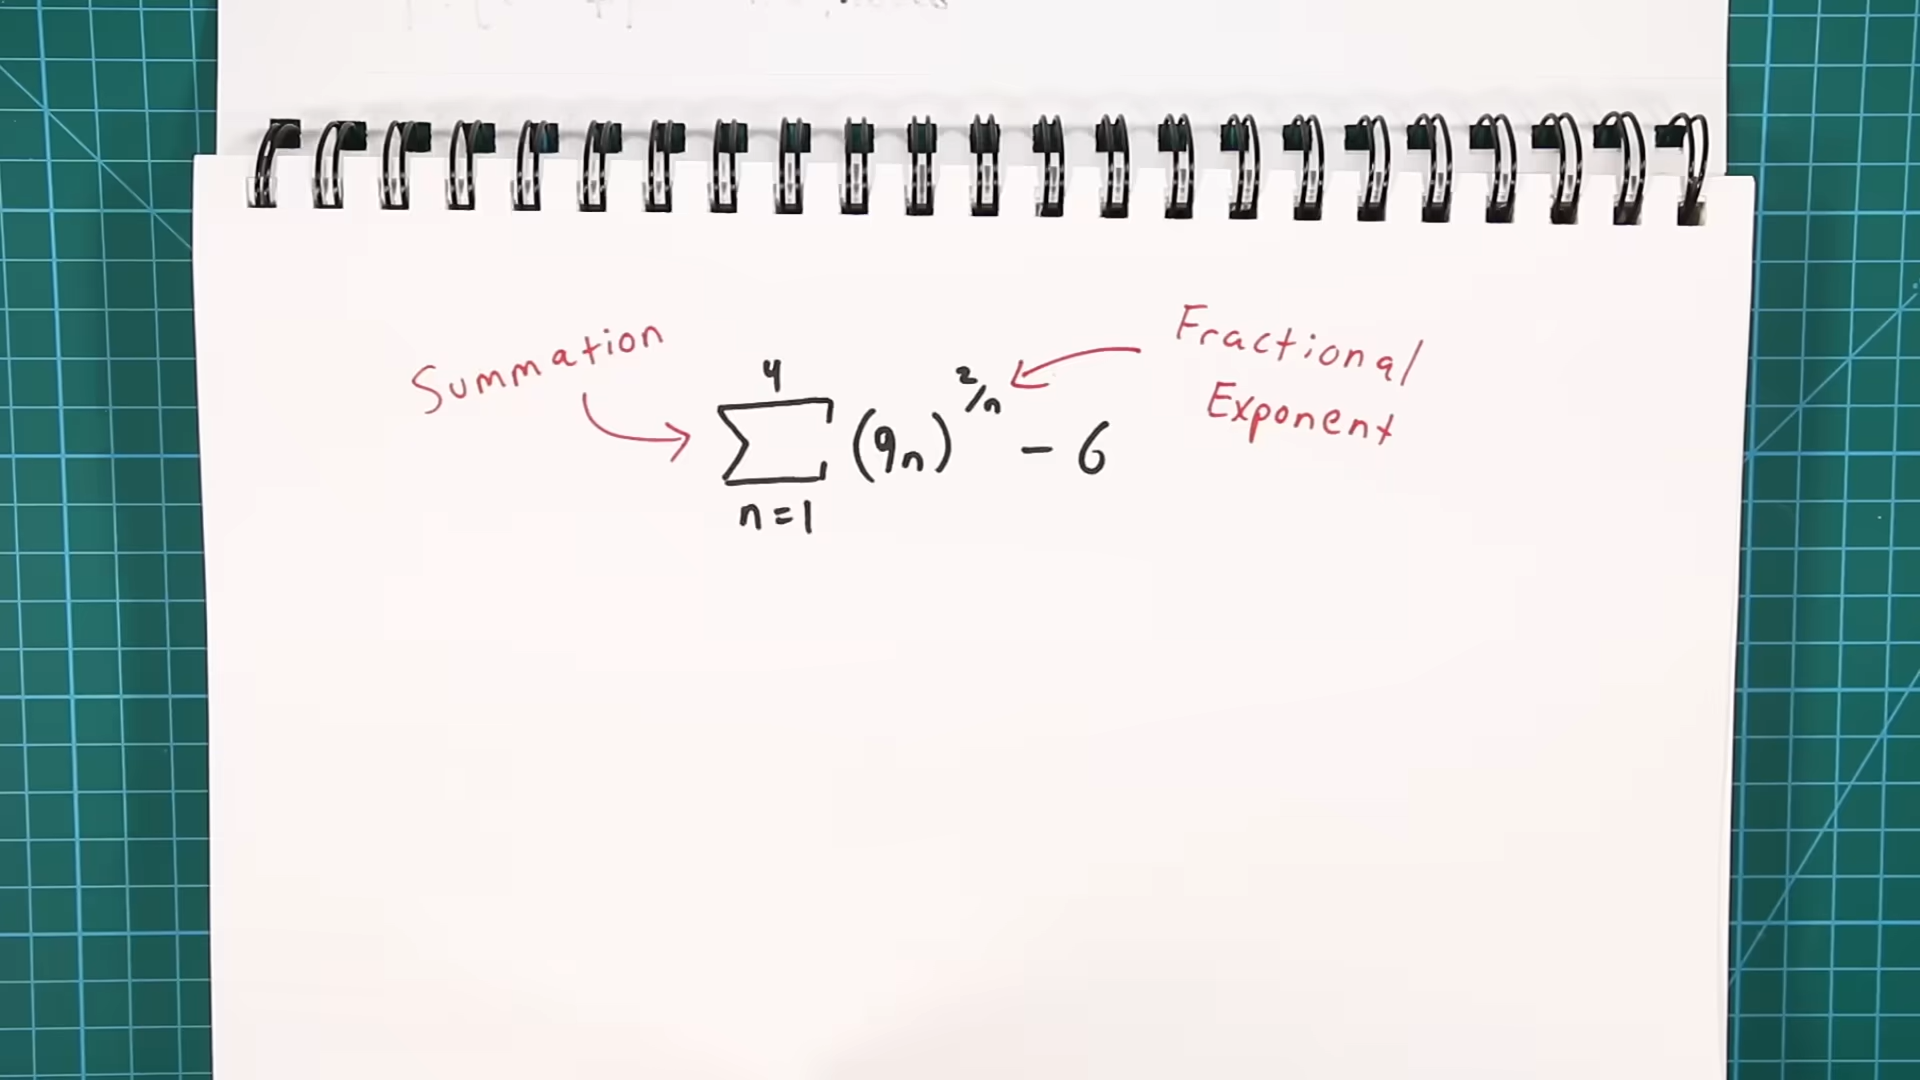 Summation
Fractional
Exponent
4
∑ (9n)^2/n - 6
n=1